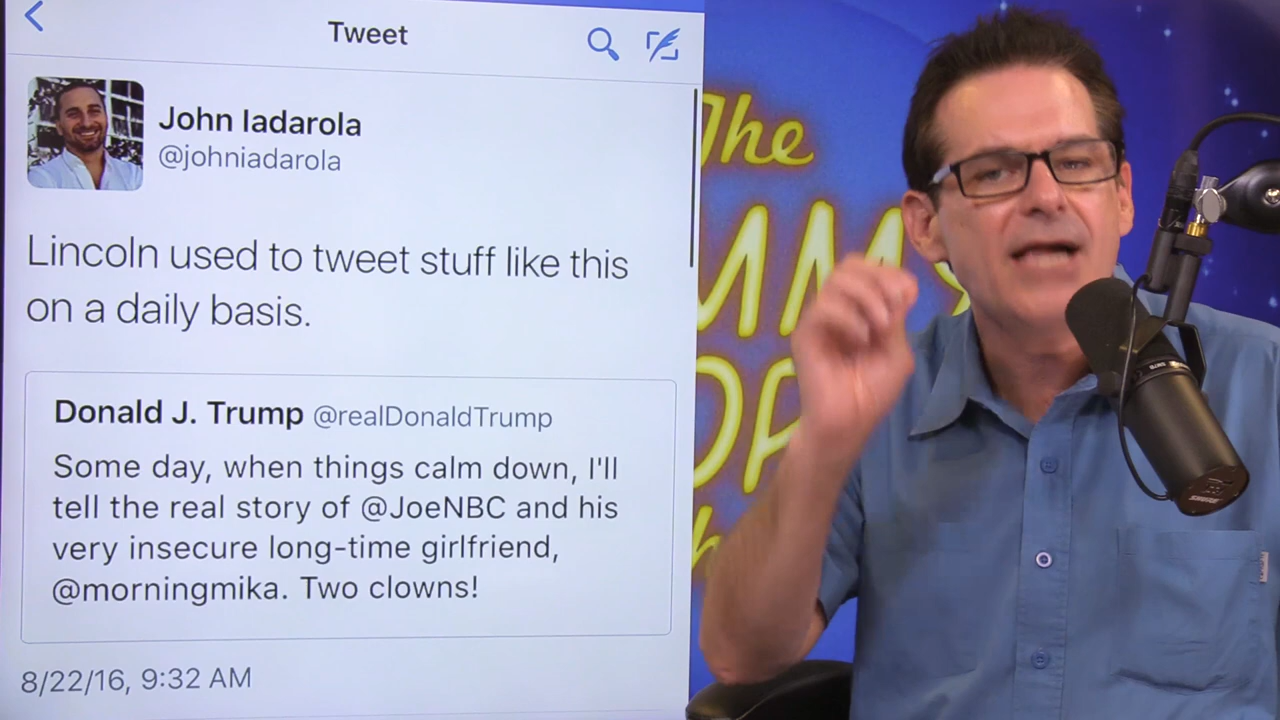 Tweet
John Iadarola
@johniadarola
Lincoln used to tweet stuff like this
on a daily basis.
Donald J. Trump @realDonaldTrump
Some day, when things calm down, I'll
tell the real story of @JoeNBC and his
very insecure long-time girlfriend,
@morningmika. Two clowns!
8/22/16, 9:32 AM
The
SHURE